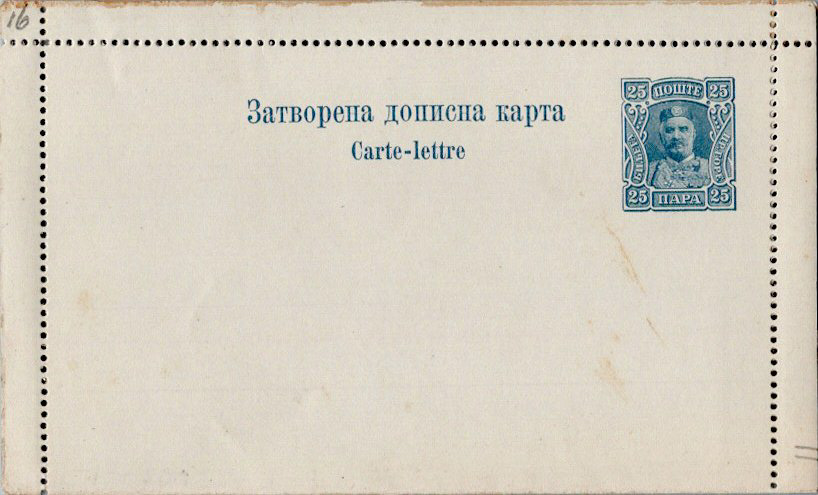 16
Затворена дописна карта
Carte-lettre
25 ПОШТЕ 25
25 ПАРА 25